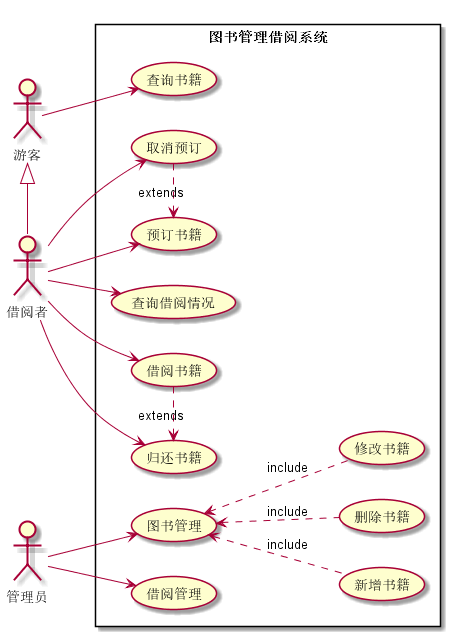 图书管理借阅系统
查询书籍
游客
取消预订
extends
预订书籍
借阅者
查询借阅情况
借阅书籍
extends
归还书籍
修改书籍
include
图书管理
include
删除书籍
include
新增书籍
管理员
借阅管理